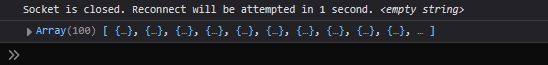 Socket is closed. Reconnect will be attempted in 1 second. <empty string>
▶ Array(100) [ {…}, {…}, {…}, {…}, {…}, {…}, {…}, {…}, {…}, {…}, … ]
»